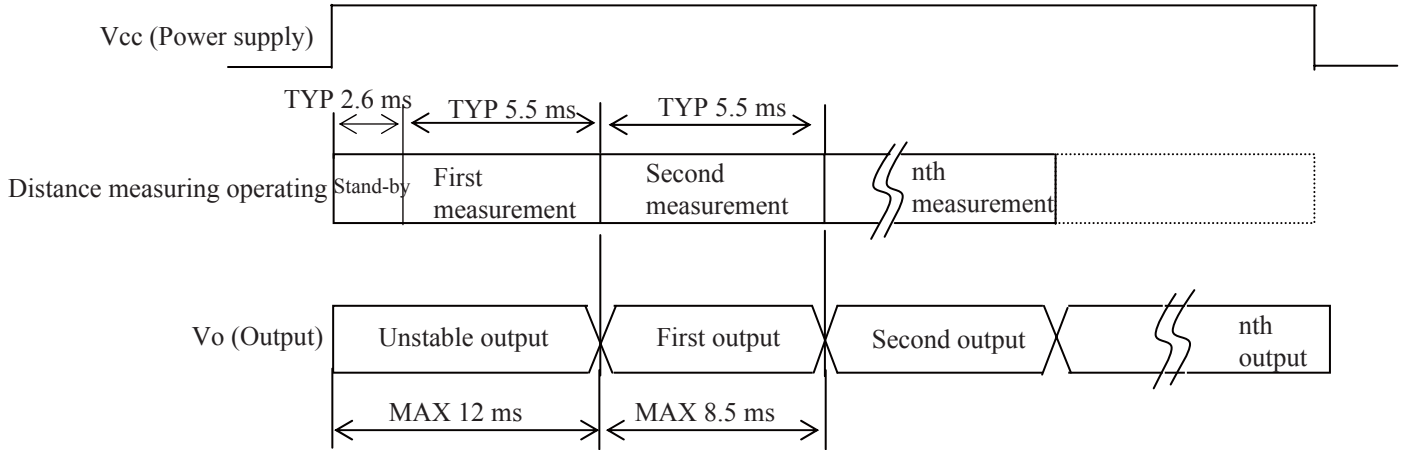 Vcc (Power supply)
TYP 2.6 ms
TYP 5.5 ms
TYP 5.5 ms
Distance measuring operating
Stand-by
First
measurement
Second
measurement
nth
measurement
Vo (Output)
Unstable output
First output
Second output
nth
output
MAX 12 ms
MAX 8.5 ms